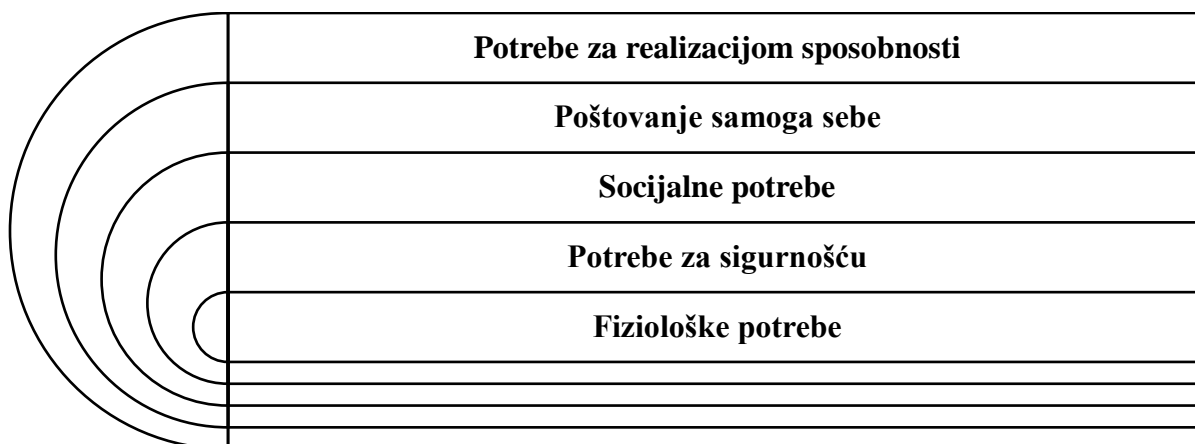 Potrebe za realizacijom sposobnosti
Poštovanje samoga sebe
Socijalne potrebe
Potrebe za sigurnošću
Fiziološke potrebe